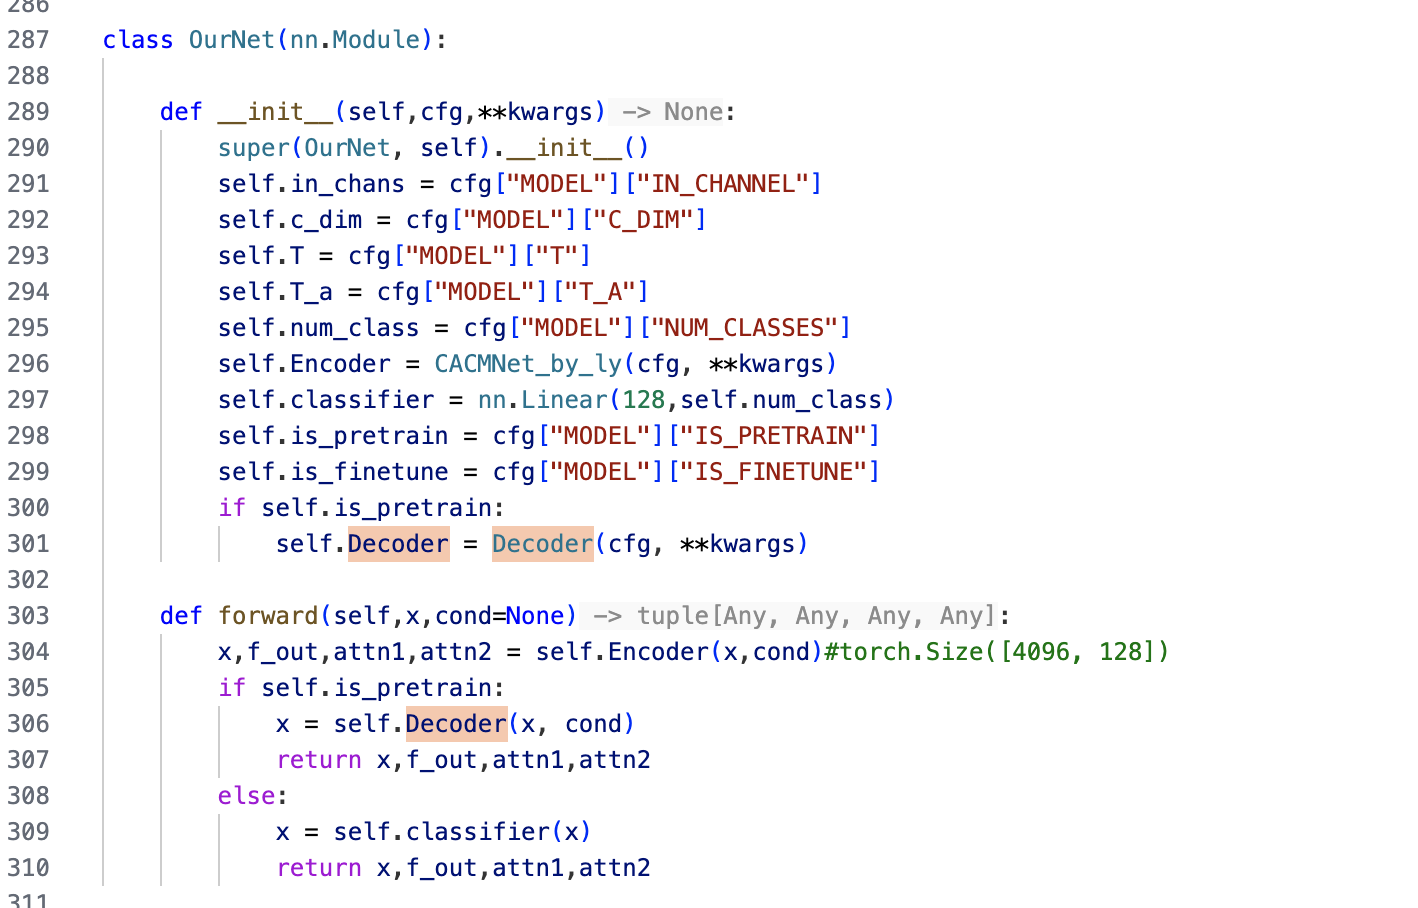 286
287 class OurNet(nn.Module):
288
289     def __init__(self,cfg,**kwargs) -> None:
290         super(OurNet, self).__init__()
291         self.in_chans = cfg["MODEL"]["IN_CHANNEL"]
292         self.c_dim = cfg["MODEL"]["C_DIM"]
293         self.T = cfg["MODEL"]["T"]
294         self.T_a = cfg["MODEL"]["T_A"]
295         self.num_class = cfg["MODEL"]["NUM_CLASSES"]
296         self.Encoder = CACMNet_by_ly(cfg, **kwargs)
297         self.classifier = nn.Linear(128,self.num_class)
298         self.is_pretrain = cfg["MODEL"]["IS_PRETRAIN"]
299         self.is_finetune = cfg["MODEL"]["IS_FINETUNE"]
300         if self.is_pretrain:
301             self.Decoder = Decoder(cfg, **kwargs)
302
303     def forward(self,x,cond=None) -> tuple[Any, Any, Any, Any]:
304         x,f_out,attn1,attn2 = self.Encoder(x,cond)#torch.Size([4096, 128])
305         if self.is_pretrain:
306             x = self.Decoder(x, cond)
307             return x,f_out,attn1,attn2
308         else:
309             x = self.classifier(x)
310             return x,f_out,attn1,attn2
311